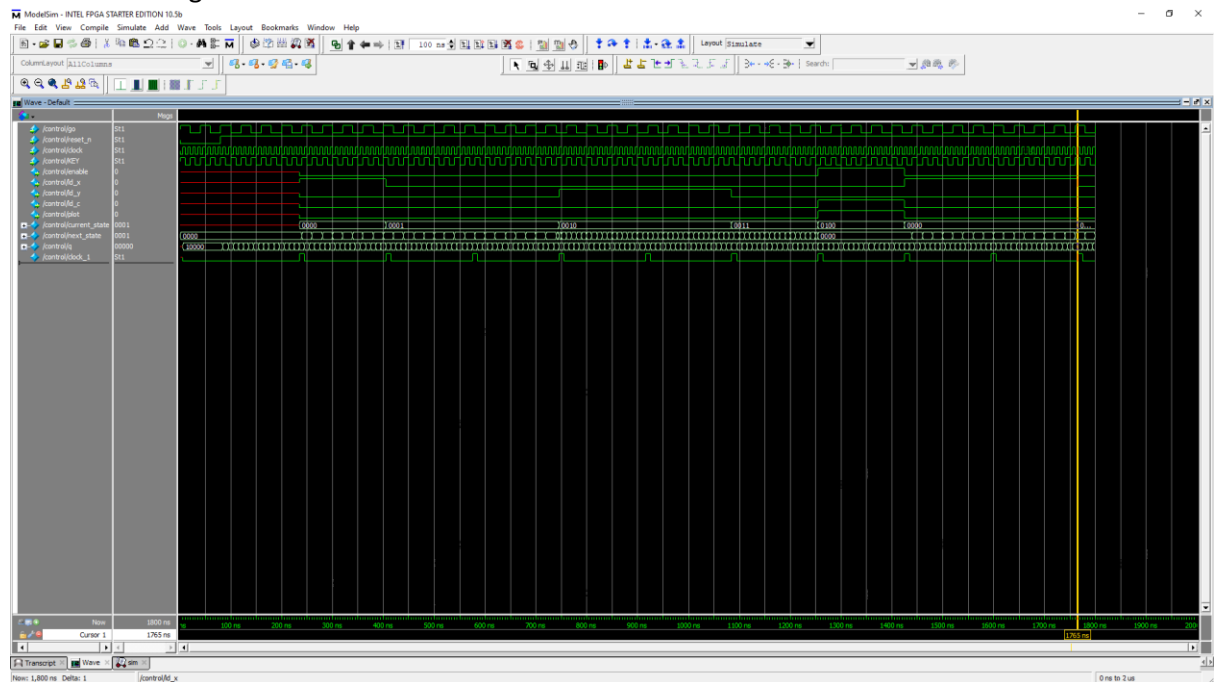 ModelSim - INTEL FPGA STARTER EDITION 10.5b
File Edit View Compile Simulate Add Wave Tools Layout Bookmarks Window Help
100 ns Layout Simulate
ColumnLayout AllColumns Search:
Wave - Default
Msgs
/control/go St1
/control/reset_n St1
/control/clock St1
/control/KEY St1
/control/enable 0
/control/ld_x 0
/control/ld_y 0
/control/ld_c 0
/control/plot 0
/control/current_state 0001 0000 0001 0010 0011 0100 0000 0...
/control/next_state 0001 0000 0000
/control/q 00000 10000
/control/clock_1 St1
Now 1800 ns ns 100 ns 200 ns 300 ns 400 ns 500 ns 600 ns 700 ns 800 ns 900 ns 1000 ns 1100 ns 1200 ns 1300 ns 1400 ns 1500 ns 1600 ns 1700 ns 1800 ns 1900 ns 200
Cursor 1 1765 ns 1765 ns
Transcript Wave sim
Now: 1,800 ns Delta: 1 /control/ld_x 0 ns to 2 us